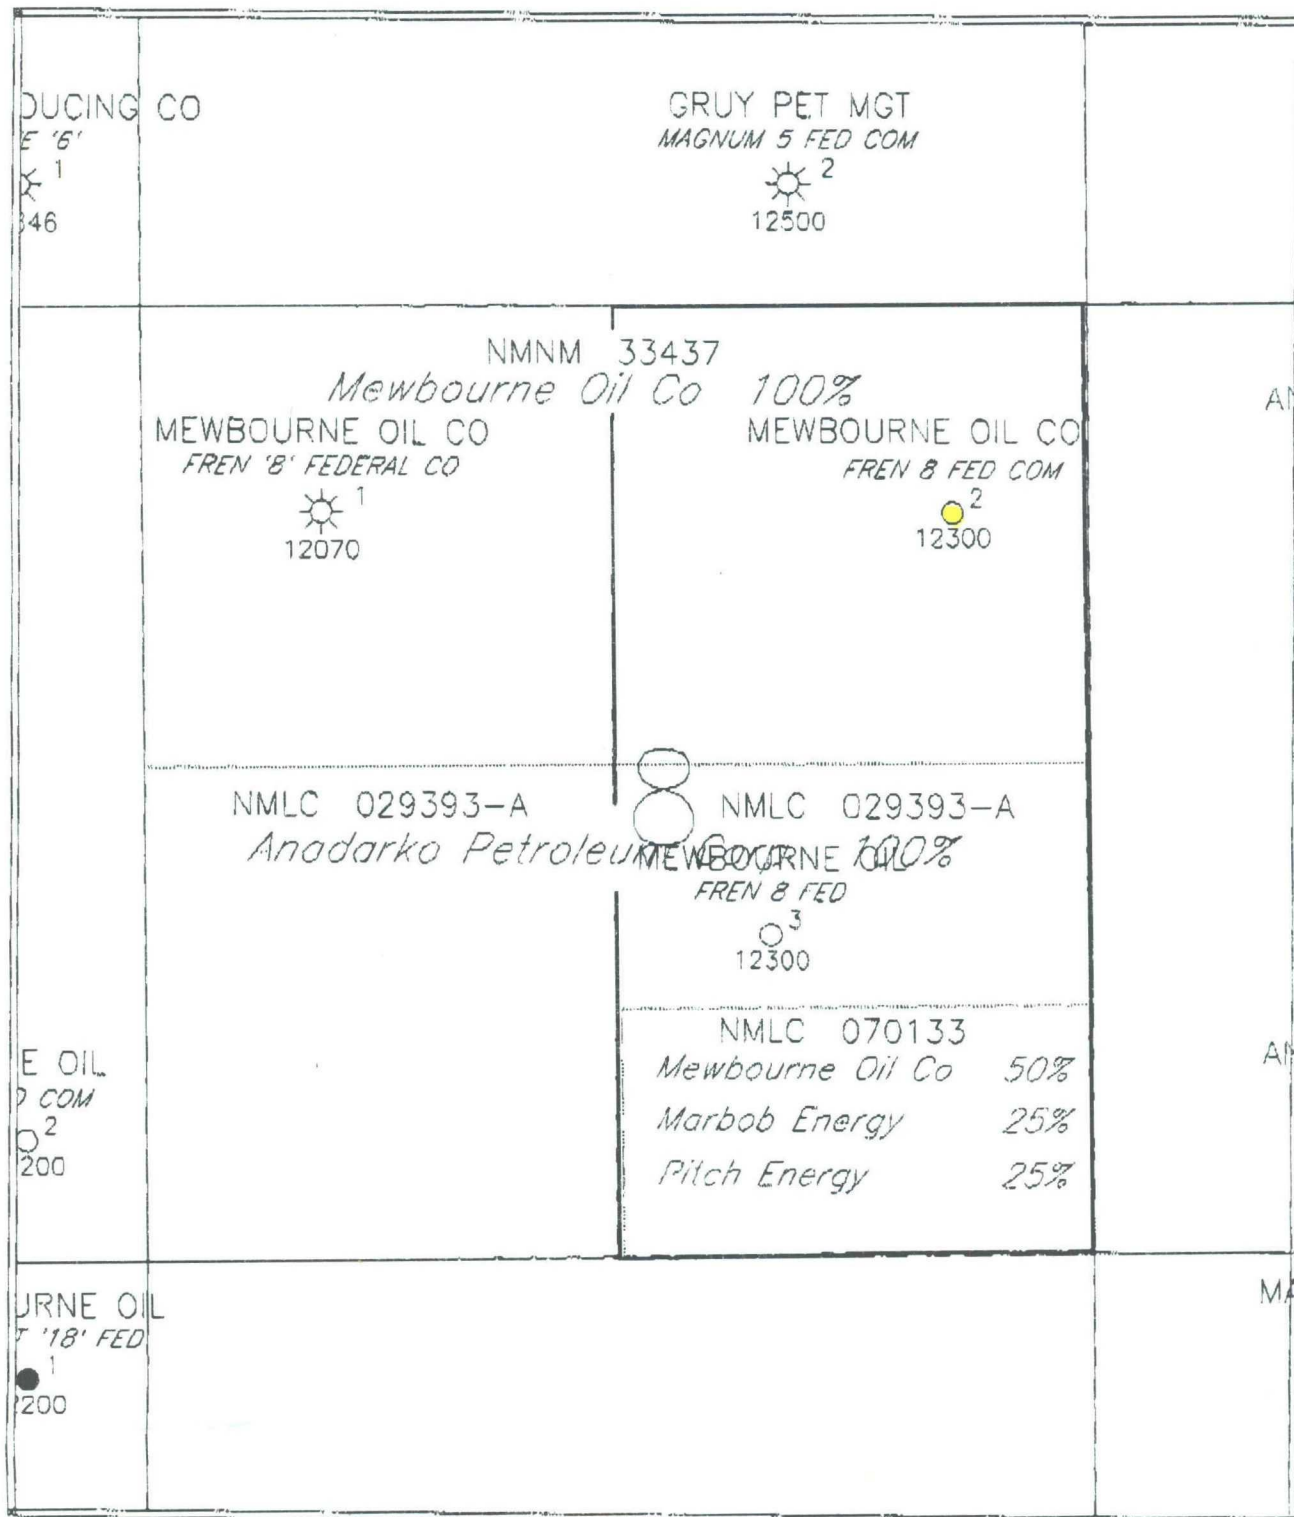 DUCING CO
E '6'
1
346
GRUY PET MGT
MAGNUM 5 FED COM
2
12500
NMNM 33437
Mewbourne Oil Co 100%
MEWBOURNE OIL CO
FREN '8' FEDERAL CO
1
12070
MEWBOURNE OIL CO
FREN 8 FED COM
2
12300
AN
8
NMLC 029393-A
NMLC 029393-A
Anadarko Petroleum Corp 100%
MEWBOURNE OIL
FREN 8 FED
3
12300
NMLC 070133
Mewbourne Oil Co 50%
Marbob Energy 25%
Pitch Energy 25%
E OIL
COM
2
200
AN
URNE OIL
T '18' FED
1
200
MA